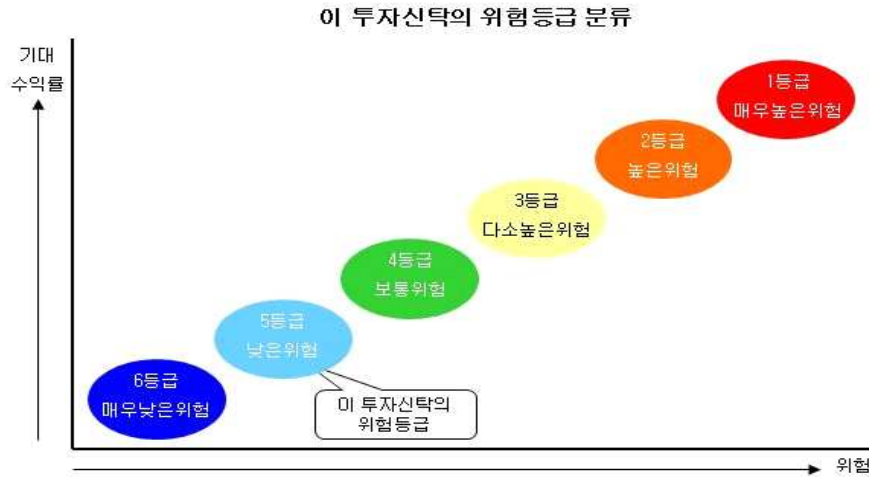 이 투자신탁의 위험등급 분류
기대
수익률
1등급
매우높은위험
2등급
높은위험
3등급
다소높은위험
4등급
보통위험
5등급
낮은위험
6등급
매우낮은위험
이 투자신탁의
위험등급
위험